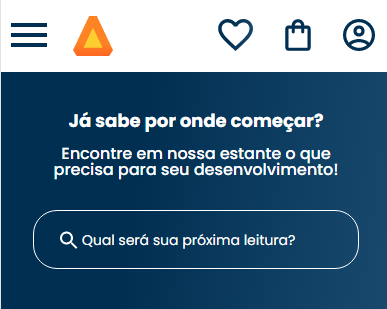 Já sabe por onde começar?
Encontre em nossa estante o que
precisa para seu desenvolvimento!
Qual será sua próxima leitura?